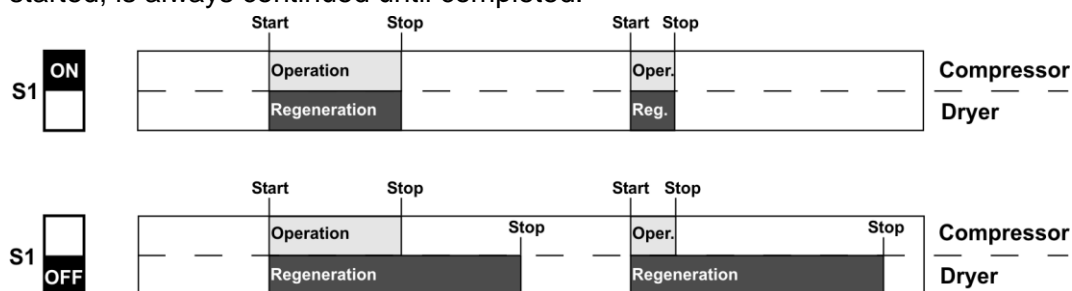 started, is always continued until completed.
Start Stop Start Stop
ON Operation Oper. Compressor
S1
Regeneration Reg. Dryer
Start Stop Start Stop
Operation Stop Oper. Stop Compressor
S1
OFF Regeneration Regeneration Dryer